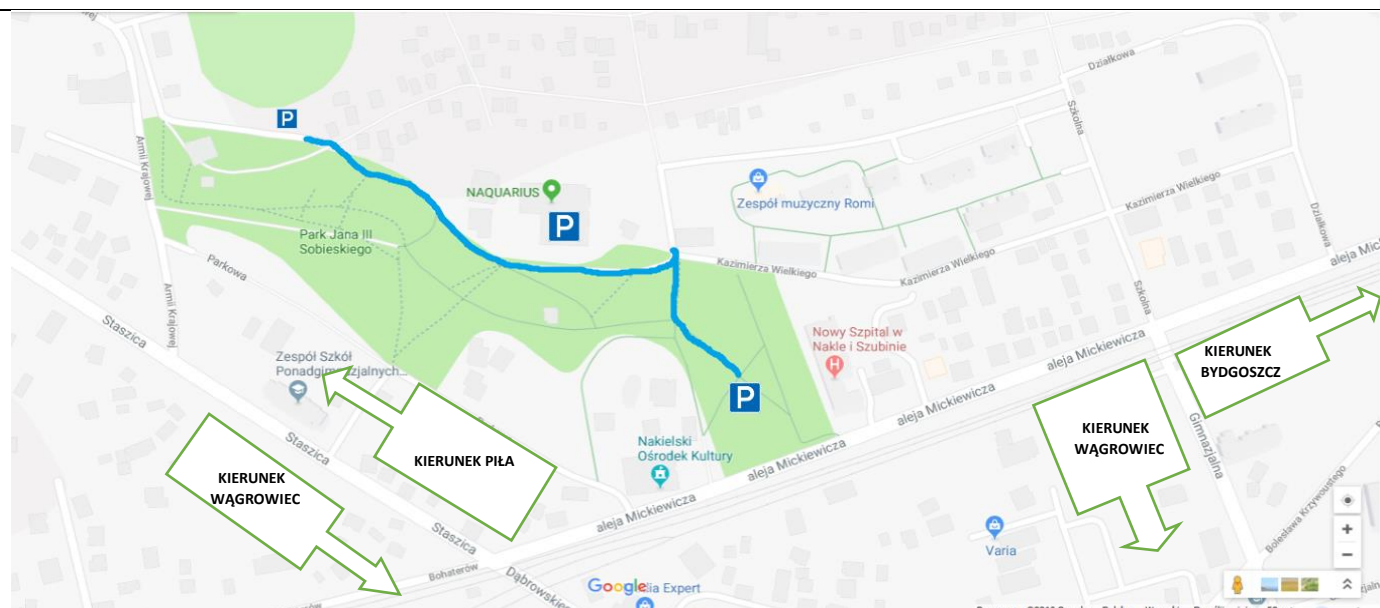 Działkowa
Szkolna
P
Armii Krajowej
NAQUARIUS
Zespół muzyczny Romi
P
Kazimierza Wielkiego
Działkowa
Park Jana III
Sobieskiego
Parkowa
Kazimierza Wielkiego
Kazimierza Wielkiego
aleja Mic
Szkolna
Armii Krajowej
Staszica
Nowy Szpital w
Nakle i Szubinie
H
aleja Mickiewicza
KIERUNEK
BYDGOSZCZ
Zespół Szkół
P
aleja Mickiewicza
Gimnazjalna
KIERUNEK
WĄGROWIEC
Staszica
KIERUNEK PIŁA
Nakielski
Ośrodek Kultury
aleja Mickiewicza
KIERUNEK
WĄGROWIEC
aleja Mickiewicza
Bolesława Krzywoustego
Staszica
Varia
Bohaterów
Google
Expert